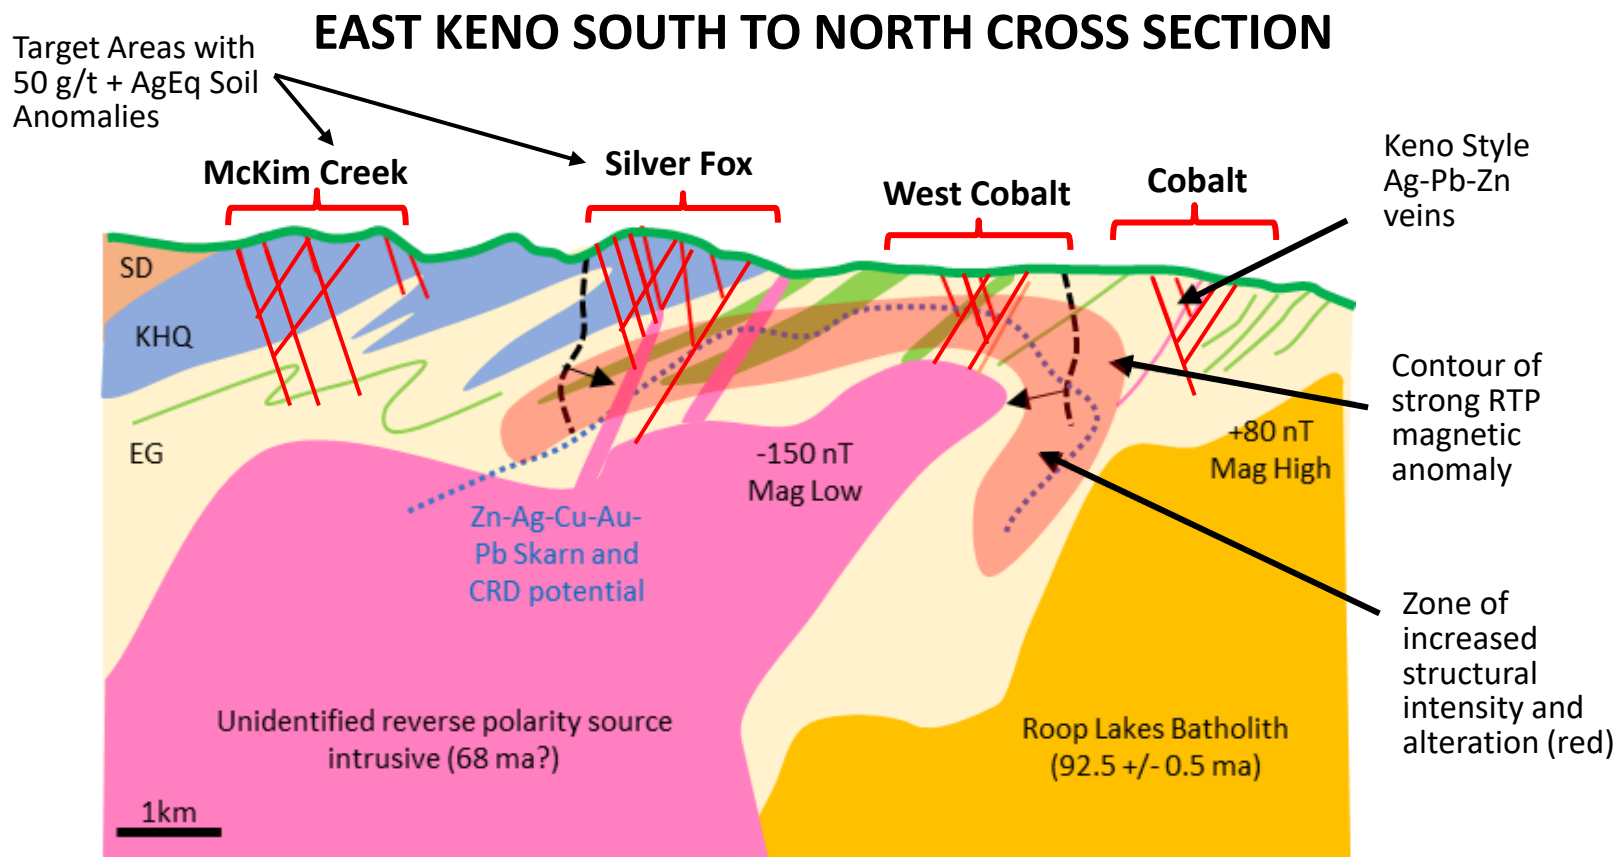 EAST KENO SOUTH TO NORTH CROSS SECTION
Target Areas with
50 g/t + AgEq Soil
Anomalies
McKim Creek
Silver Fox
West Cobalt
Cobalt
Keno Style
Ag-Pb-Zn
veins
SD
KHQ
EG
Contour of
strong RTP
magnetic
anomaly
-150 nT
Mag Low
+80 nT
Mag High
Zn-Ag-Cu-Au-
Pb Skarn and
CRD potential
Zone of
increased
structural
intensity and
alteration (red)
Unidentified reverse polarity source
intrusive (68 ma?)
Roop Lakes Batholith
(92.5 +/- 0.5 ma)
1km